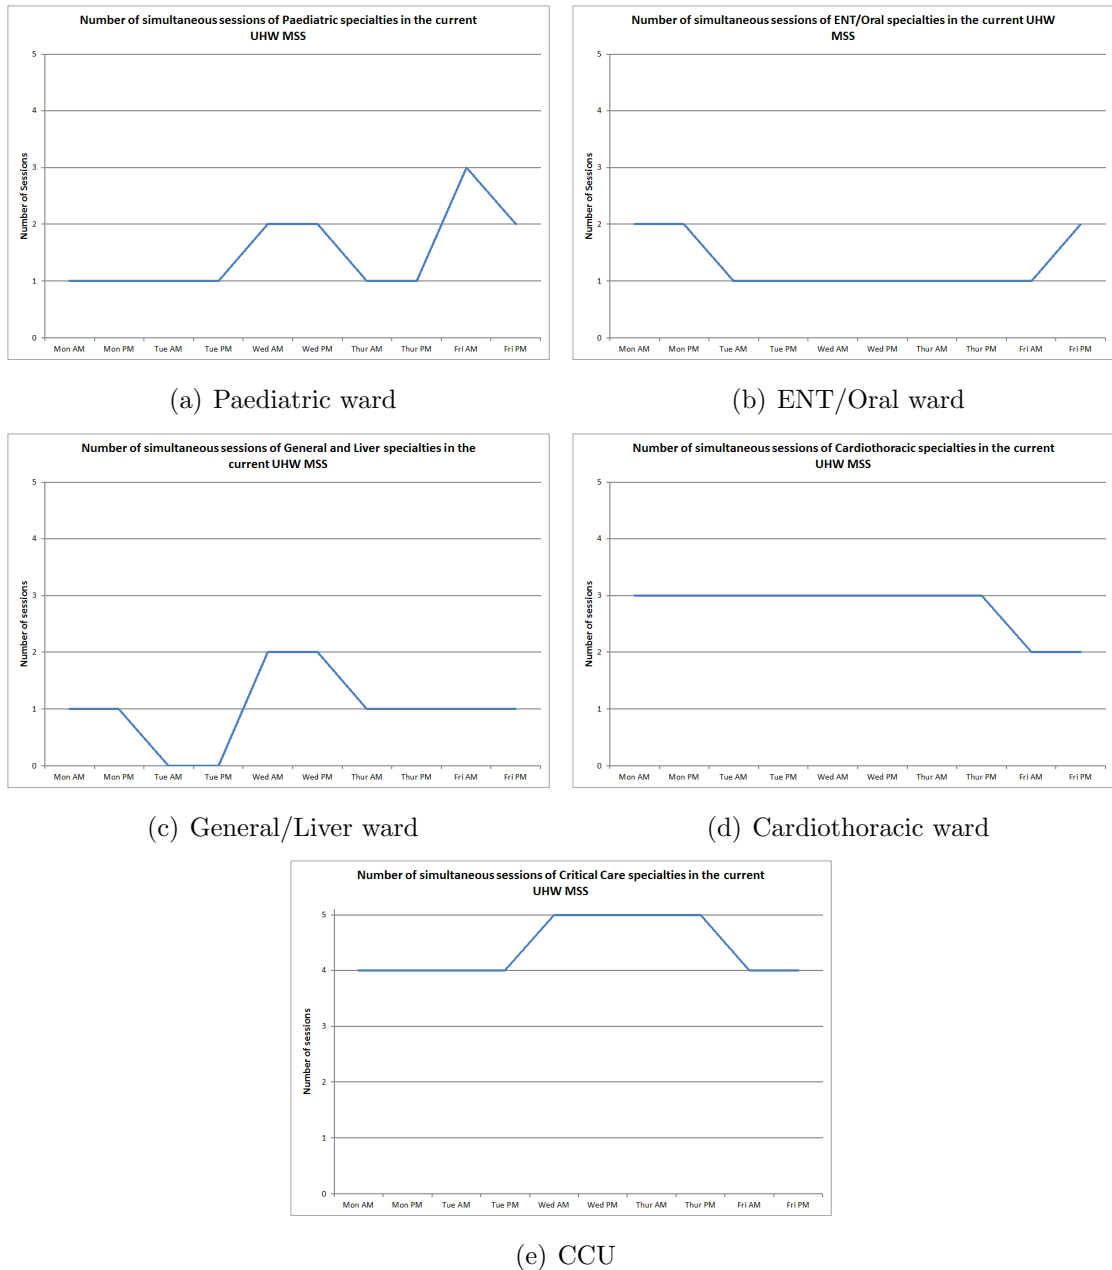 Number of simultaneous sessions of Paediatric specialties in the current
UHW MSS
Number of Sessions
5
4
3
2
1
0
Mon AM Mon PM Tue AM Tue PM Wed AM Wed PM Thur AM Thur PM Fri AM Fri PM
(a) Paediatric ward
Number of simultaneous sessions of ENT/Oral specialties in the current UHW
MSS
Number of Sessions
5
4
3
2
1
0
Mon AM Mon PM Tue AM Tue PM Wed AM Wed PM Thur AM Thur PM Fri AM Fri PM
(b) ENT/Oral ward
Number of simultaneous sessions of General and Liver specialties in the
current UHW MSS
Number of sessions
5
4
3
2
1
0
Mon AM Mon PM Tue AM Tue PM Wed AM Wed PM Thur AM Thur PM Fri AM Fri PM
(c) General/Liver ward
Number of simultaneous sessions of Cardiothoracic specialties in the current
UHW MSS
Number of sessions
5
4
3
2
1
0
Mon AM Mon PM Tue AM Tue PM Wed AM Wed PM Thur AM Thur PM Fri AM Fri PM
(d) Cardiothoracic ward
Number of simultaneous sessions of Critical Care specialties in the current
UHW MSS
Number of sessions
5
4
3
2
1
0
Mon AM Mon PM Tue AM Tue PM Wed AM Wed PM Thur AM Thur PM Fri AM Fri PM
(e) CCU